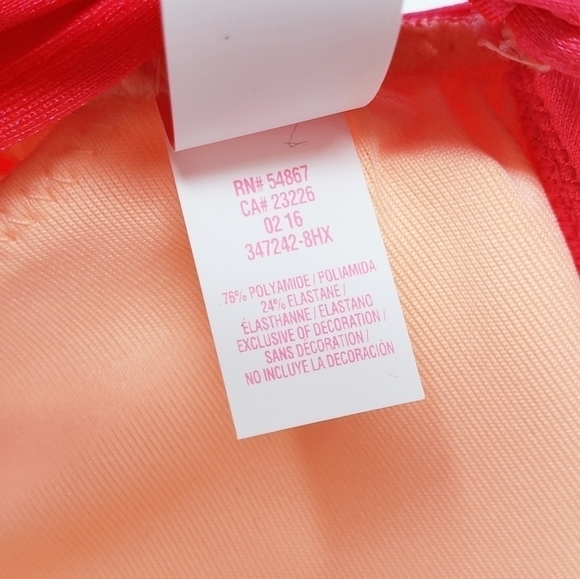 RN# 54867
CA# 23226
02 16
347242-8HX
76% POLYAMIDE / POLIAMIDA
24% ELASTANE /
ÉLASTHANNE / ELASTANO
EXCLUSIVE OF DECORATION /
SANS DÉCORATION /
NO INCLUYE LA DECORACIÓN